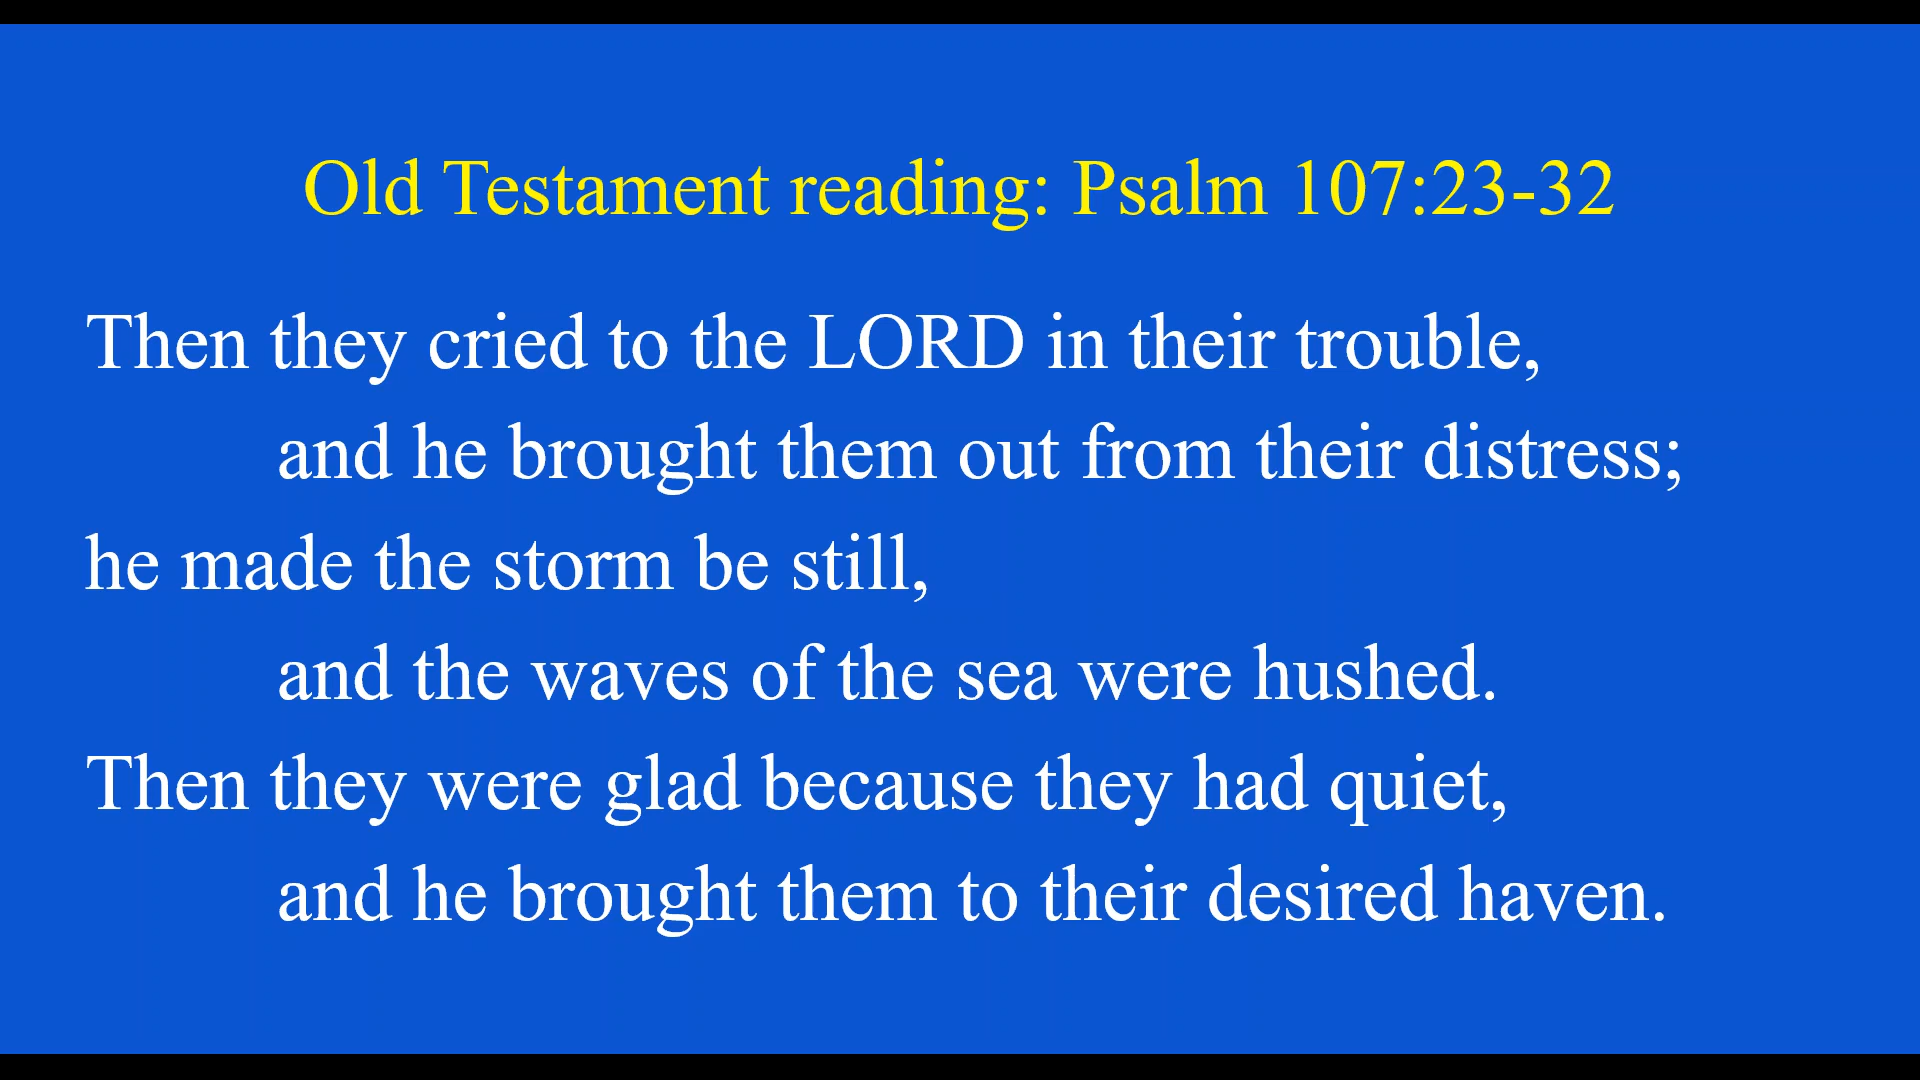 Old Testament reading: Psalm 107:23-32
Then they cried to the LORD in their trouble,
and he brought them out from their distress;
he made the storm be still,
and the waves of the sea were hushed.
Then they were glad because they had quiet,
and he brought them to their desired haven.